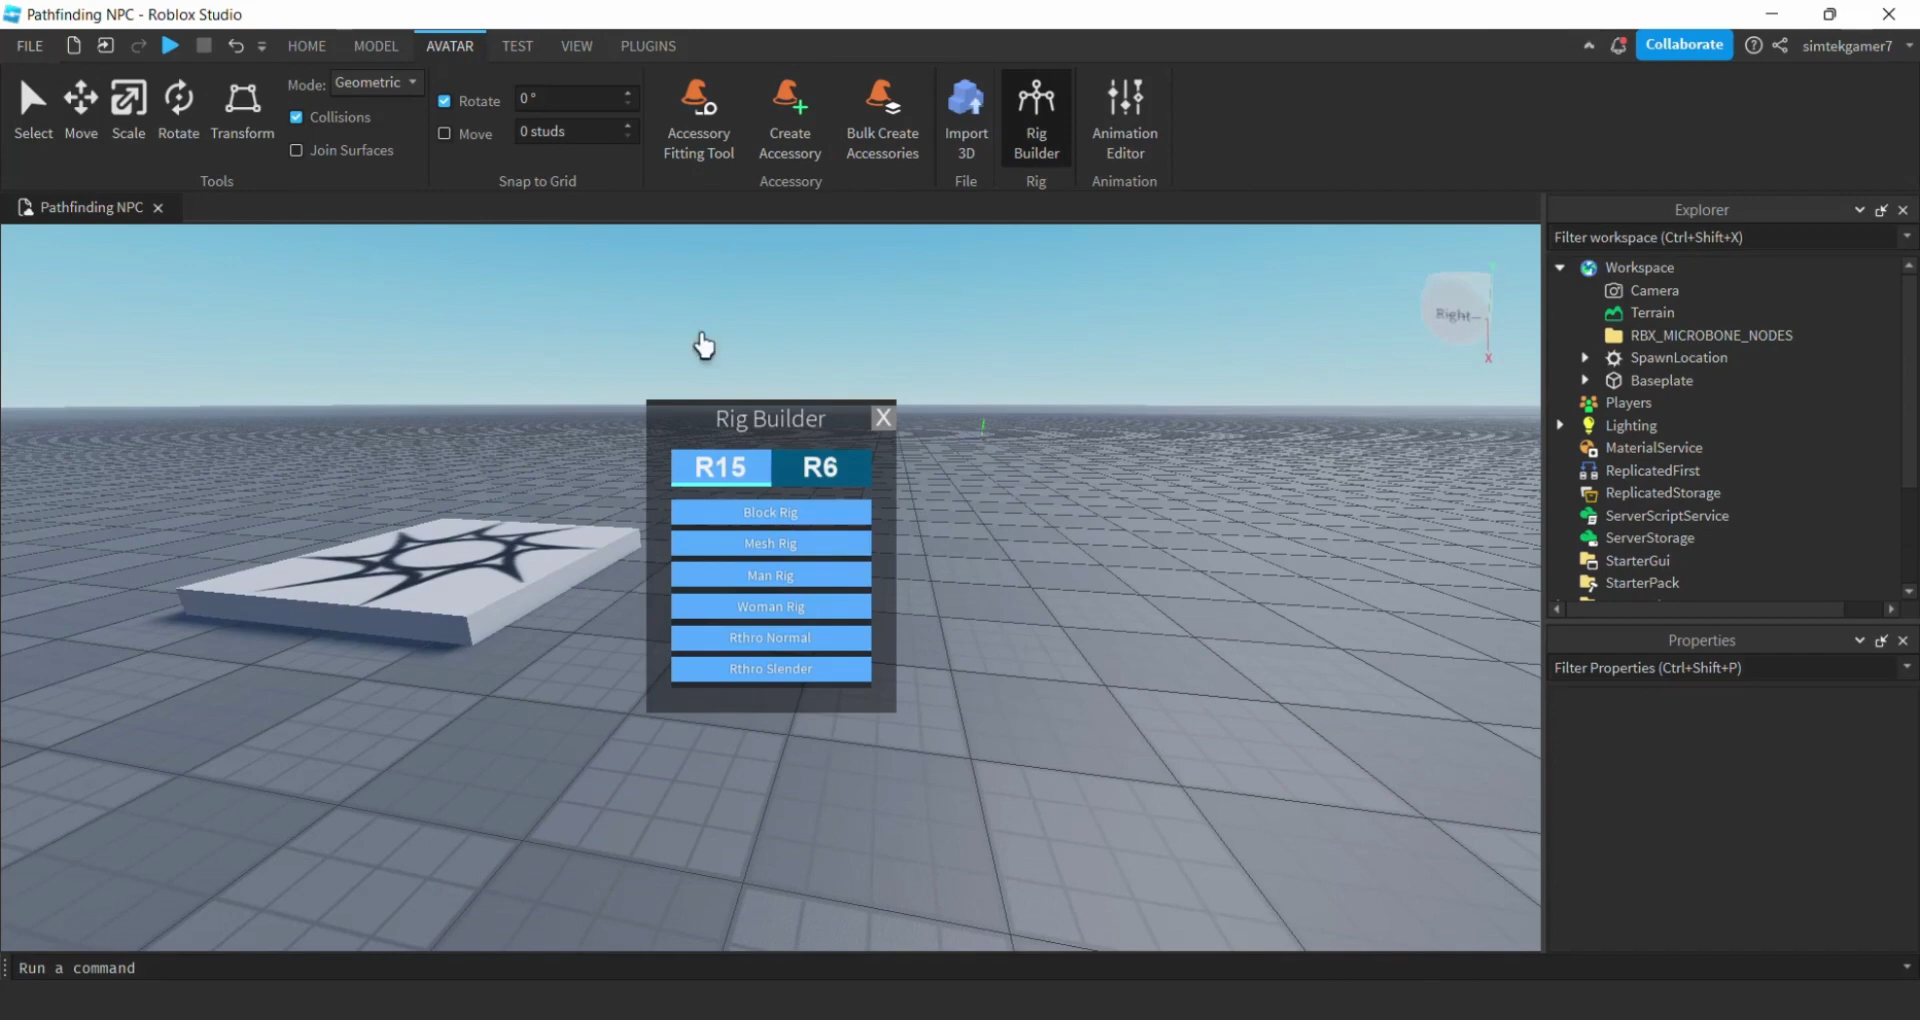 Pathfinding NPC - Roblox Studio
FILE
HOME
MODEL
AVATAR
TEST
VIEW
PLUGINS
Collaborate
simtekgamer7
Select
Move
Scale
Rotate
Transform
Mode:
Geometric
Collisions
Join Surfaces
Tools
Rotate
0 °
Move
0 studs
Snap to Grid
Accessory
Fitting Tool
Create
Accessory
Bulk Create
Accessories
Accessory
Import
3D
File
Rig
Builder
Rig
Animation
Editor
Animation
Pathfinding NPC
Right
X
Rig Builder
X
R15
R6
Block Rig
Mesh Rig
Man Rig
Woman Rig
Rthro Normal
Rthro Slender
Explorer
Filter workspace (Ctrl+Shift+X)
Workspace
Camera
Terrain
RBX_MICROBONE_NODES
SpawnLocation
Baseplate
Players
Lighting
MaterialService
ReplicatedFirst
ReplicatedStorage
ServerScriptService
ServerStorage
StarterGui
StarterPack
Properties
Filter Properties (Ctrl+Shift+P)
Run a command